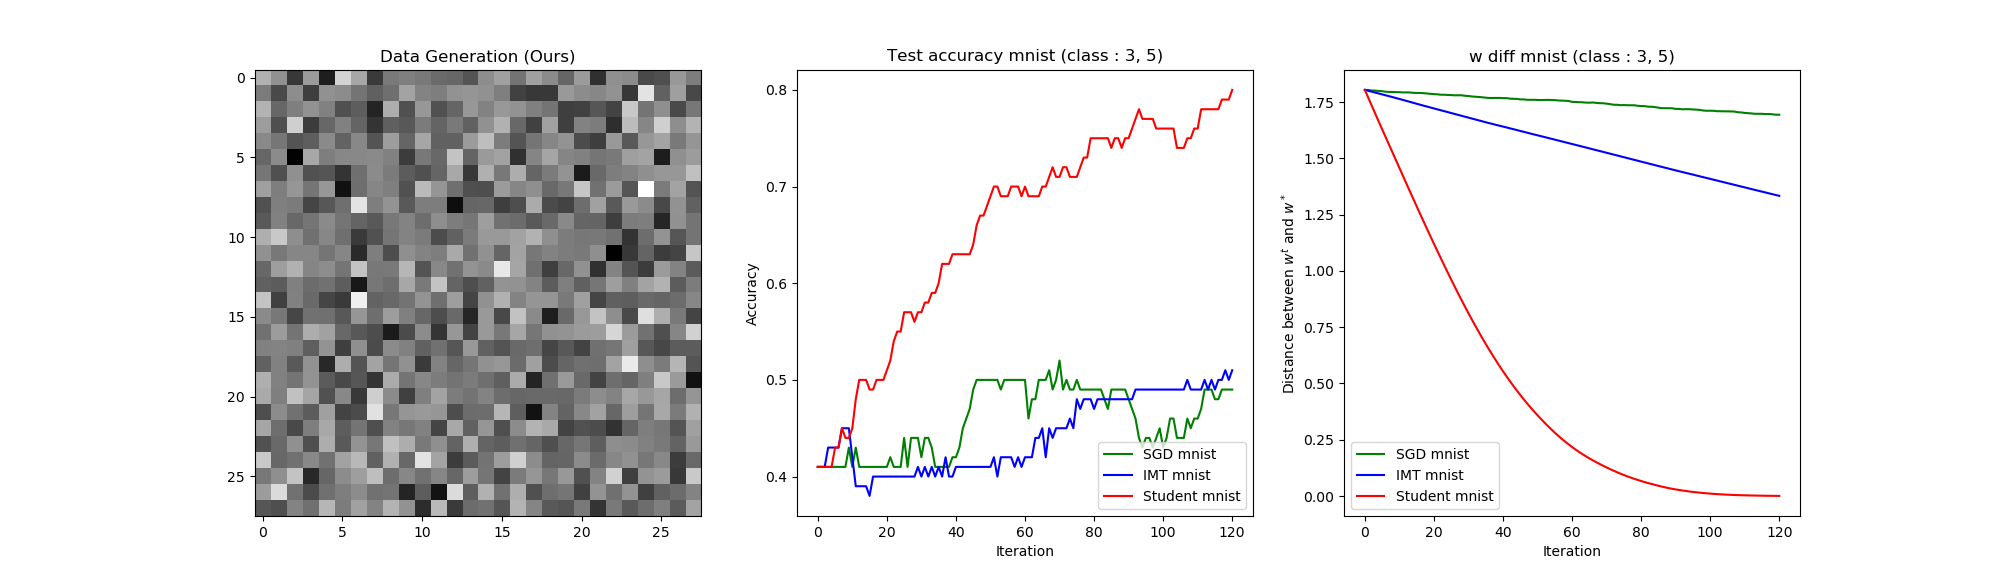 Data Generation (Ours)
0
5
10
15
20
25
0 5 10 15 20 25
Test accuracy mnist (class : 3, 5)
Accuracy
0.8
0.7
0.6
0.5
0.4
SGD mnist
IMT mnist
Student mnist
0 20 40 60 80 100 120
Iteration
w diff mnist (class : 3, 5)
Distance between w^t and w^*
1.75
1.50
1.25
1.00
0.75
0.50
0.25
0.00
SGD mnist
IMT mnist
Student mnist
0 20 40 60 80 100 120
Iteration